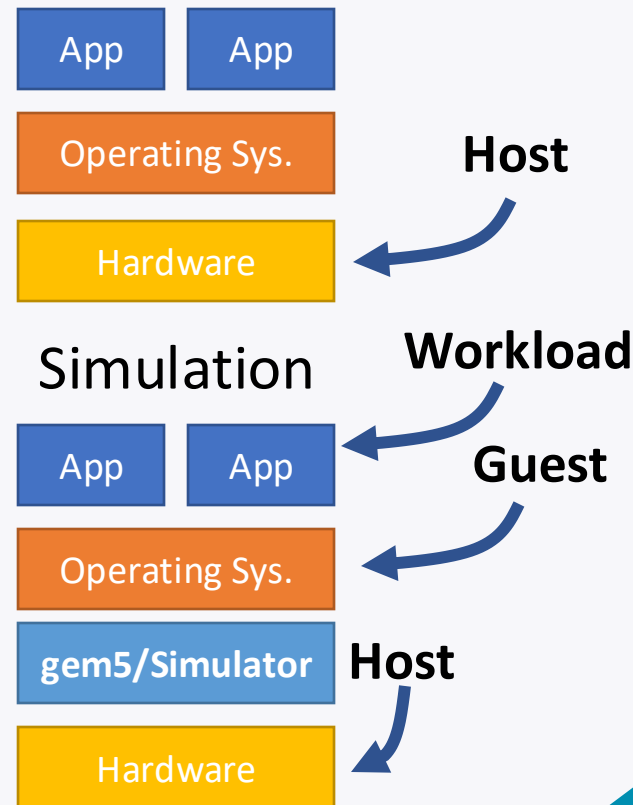 App App
Operating Sys.
Host
Hardware
Simulation
Workload
App App
Guest
Operating Sys.
gem5/Simulator
Host
Hardware